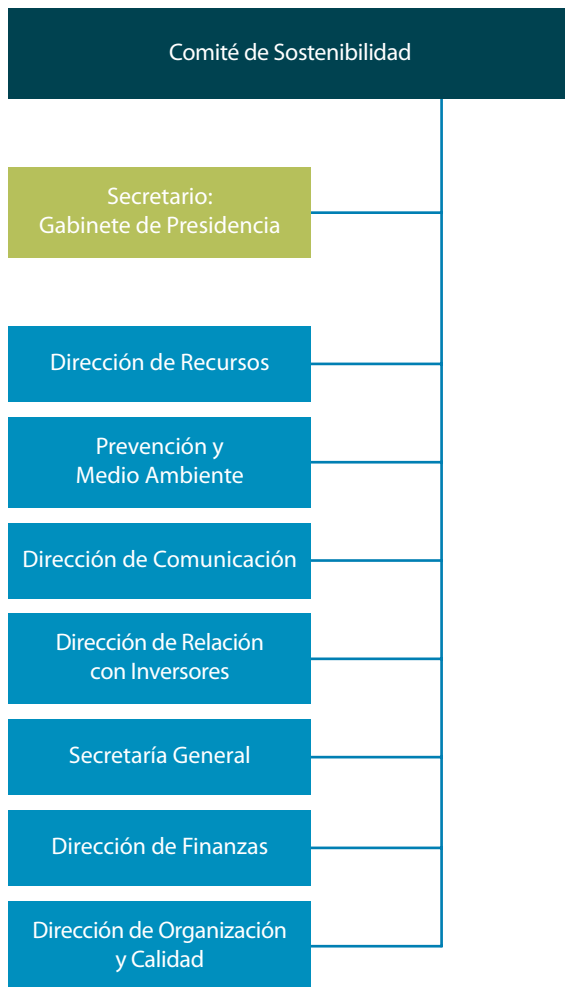 Comité de Sostenibilidad
Secretario:
Gabinete de Presidencia
Dirección de Recursos
Prevención y
Medio Ambiente
Dirección de Comunicación
Dirección de Relación
con Inversores
Secretaría General
Dirección de Finanzas
Dirección de Organización
y Calidad